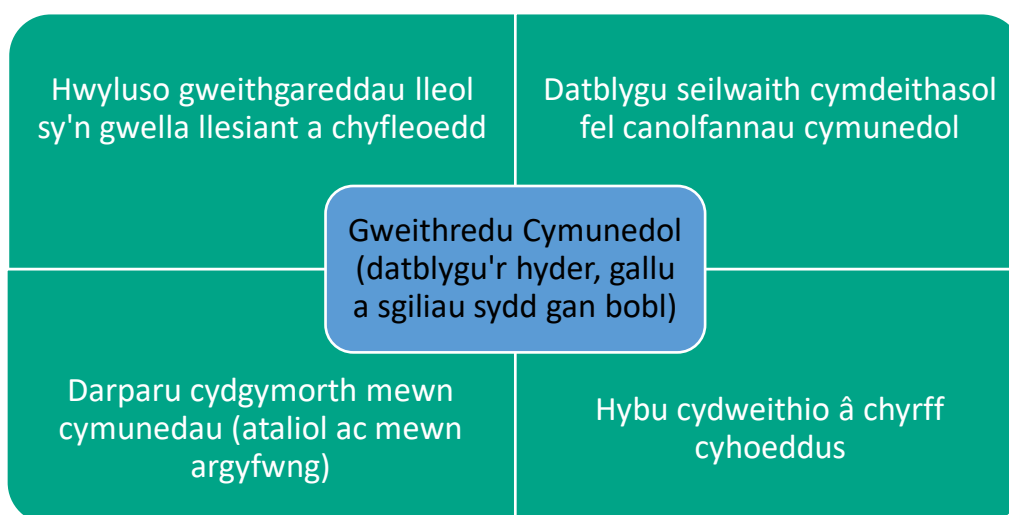 Hwyluso gweithgareddau lleol
sy'n gwella llesiant a chyfleoedd
Datblygu seilwaith cymdeithasol
fel canolfannau cymunedol
Gweithredu Cymunedol
(datblygu'r hyder, gallu
a sgiliau sydd gan bobl)
Darparu cydgymorth mewn
cymunedau (ataliol ac mewn
argyfwng)
Hybu cydweithio â chyrff
cyhoeddus